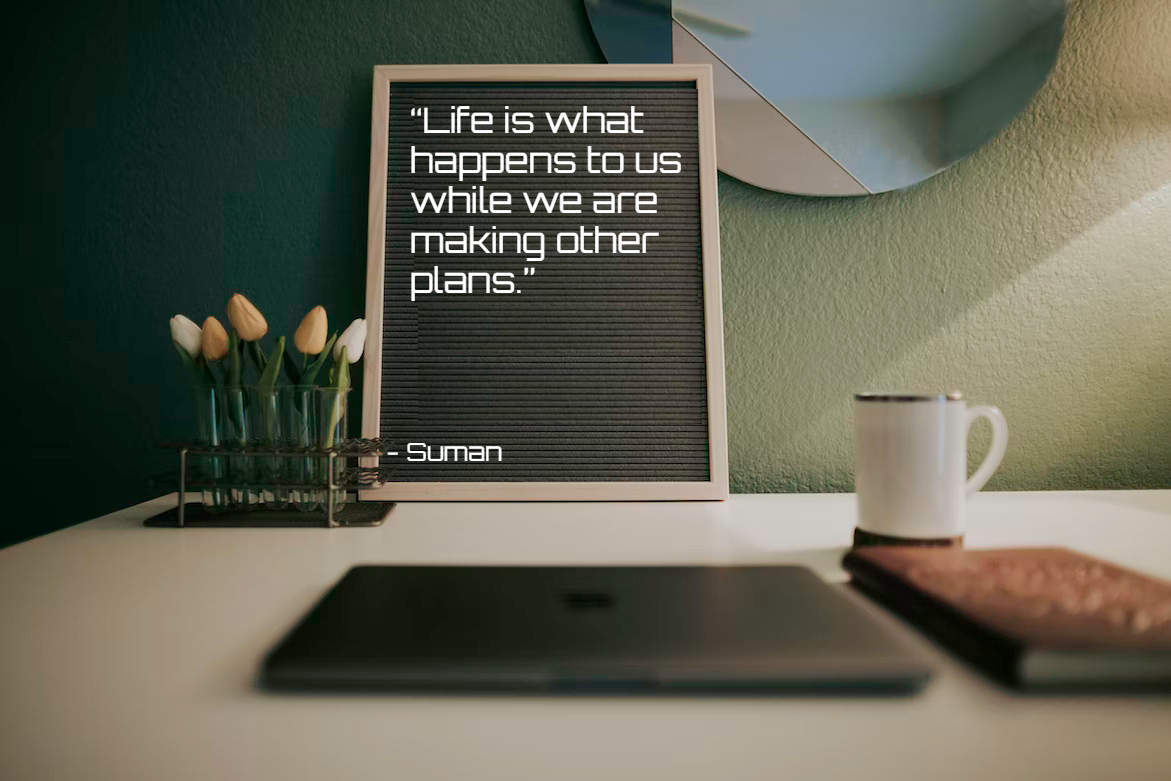 “Life is what
happens to us
while we are
making other
plans.”
- Suman